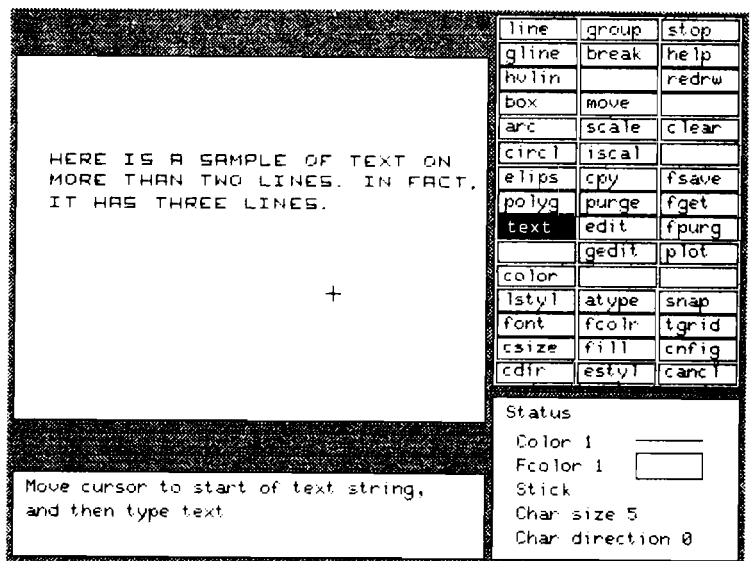 HERE IS A SAMPLE OF TEXT ON
MORE THAN TWO LINES. IN FACT,
IT HAS THREE LINES.
Move cursor to start of text string,
and then type text
line group stop
gline break help
hvlin redrw
box move
arc scale clear
circl iscal
elips cpy fsave
polyg purge fget
text edit fpurg
gedit plot
color
lstyl atype snap
font fcolr tgrid
csize fill cnfig
cdir estyl cancl
Status
Color 1
Fcolor 1
Stick
Char size 5
Char direction 0